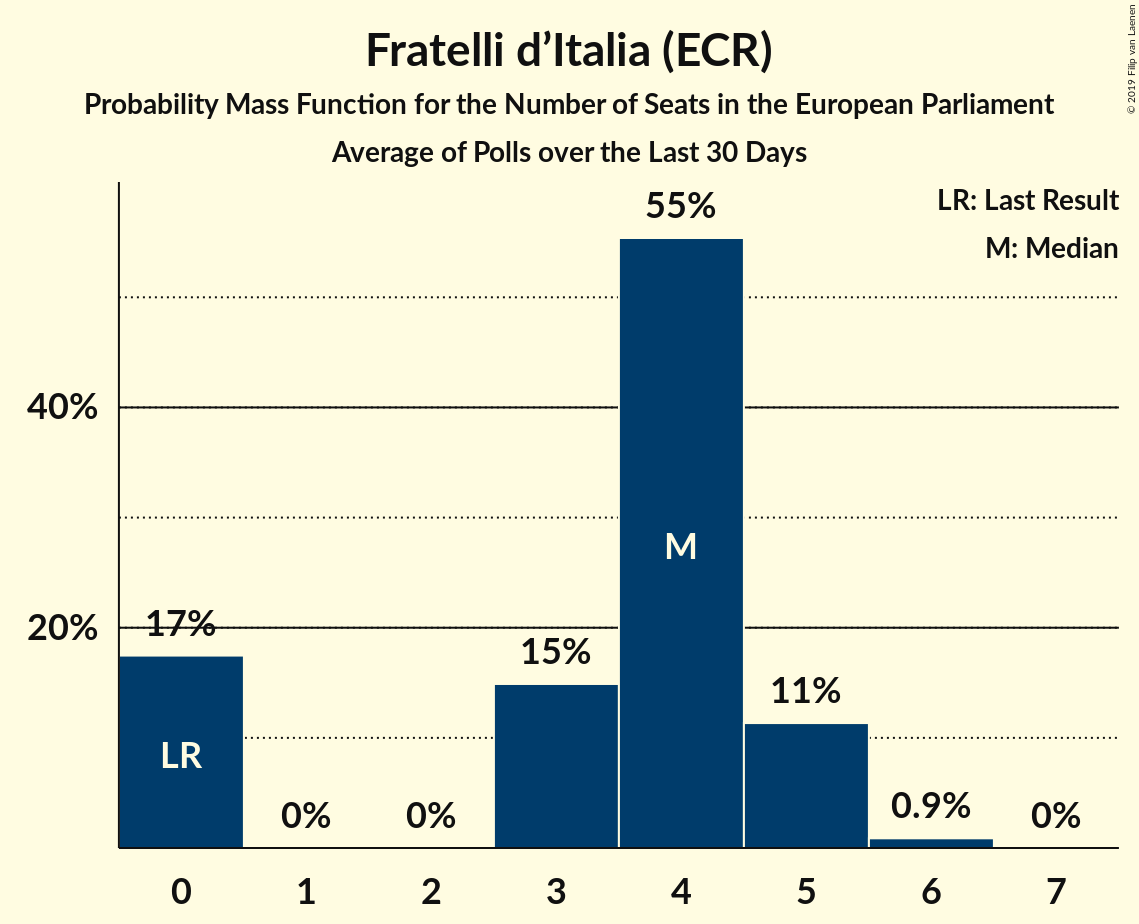 Fratelli d’Italia (ECR)
Probability Mass Function for the Number of Seats in the European Parliament
Average of Polls over the Last 30 Days
© 2019 Filip van Laenen
LR: Last Result
M: Median
55%
40%
M
20%
17%
15%
11%
LR
0%
0%
0.9%
0%
0 1 2 3 4 5 6 7